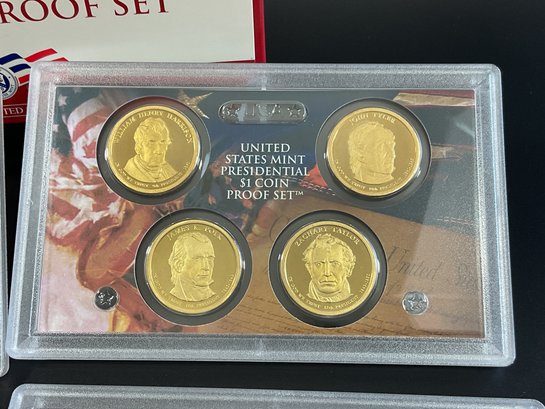 PROOF SET
UNITED
UNITED
STATES MINT
PRESIDENTIAL
$1 COIN
PROOF SET™
WILLIAM HENRY HARRISON
JOHN TYLER
JAMES K. POLK
ZACHARY TAYLOR